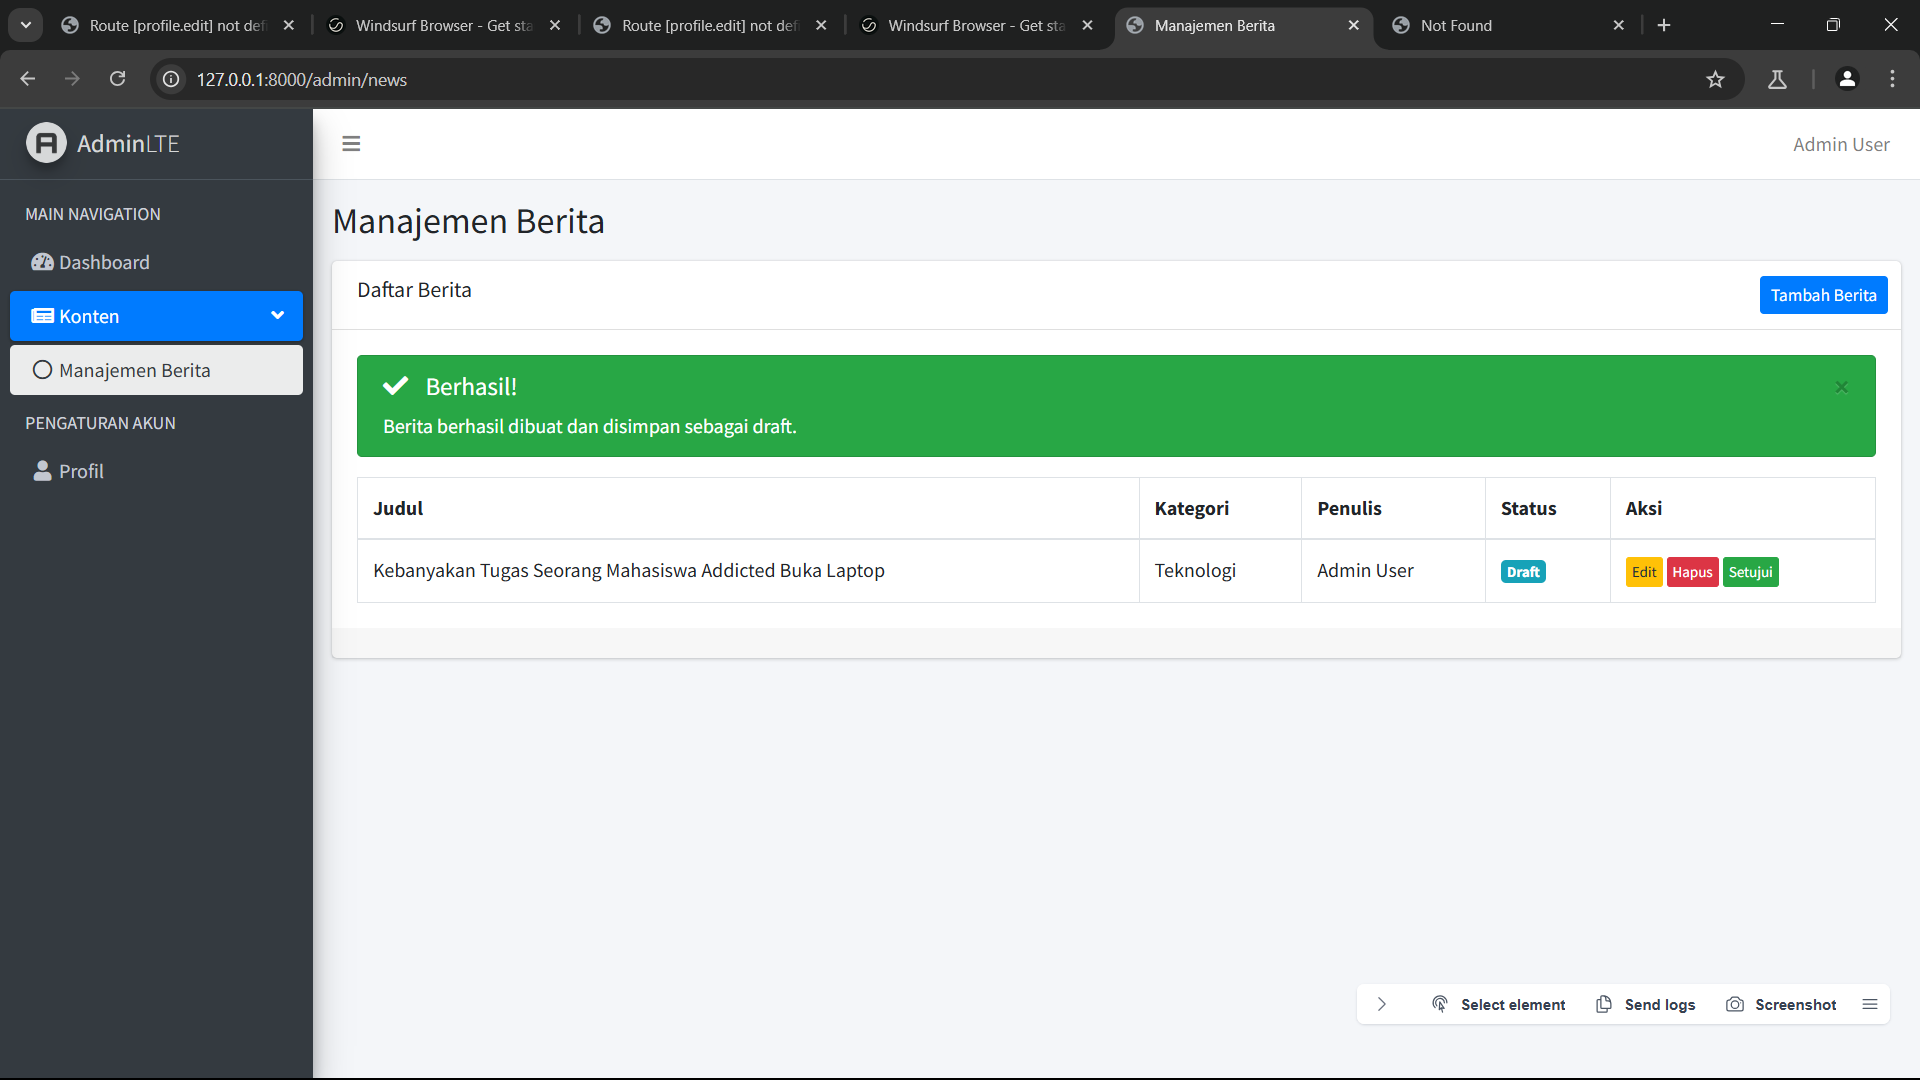 Route [profile.edit] not def
Windsurf Browser - Get sta
Route [profile.edit] not def
Windsurf Browser - Get sta
Manajemen Berita
Not Found
127.0.0.1:8000/admin/news
AdminLTE
Admin User
MAIN NAVIGATION
Dashboard
Konten
Manajemen Berita
PENGATURAN AKUN
Profil
Manajemen Berita
Daftar Berita
Tambah Berita
Berhasil!
Berita berhasil dibuat dan disimpan sebagai draft.
Judul Kategori Penulis Status Aksi
Kebanyakan Tugas Seorang Mahasiswa Addicted Buka Laptop Teknologi Admin User Draft Edit Hapus Setujui
Select element Send logs Screenshot